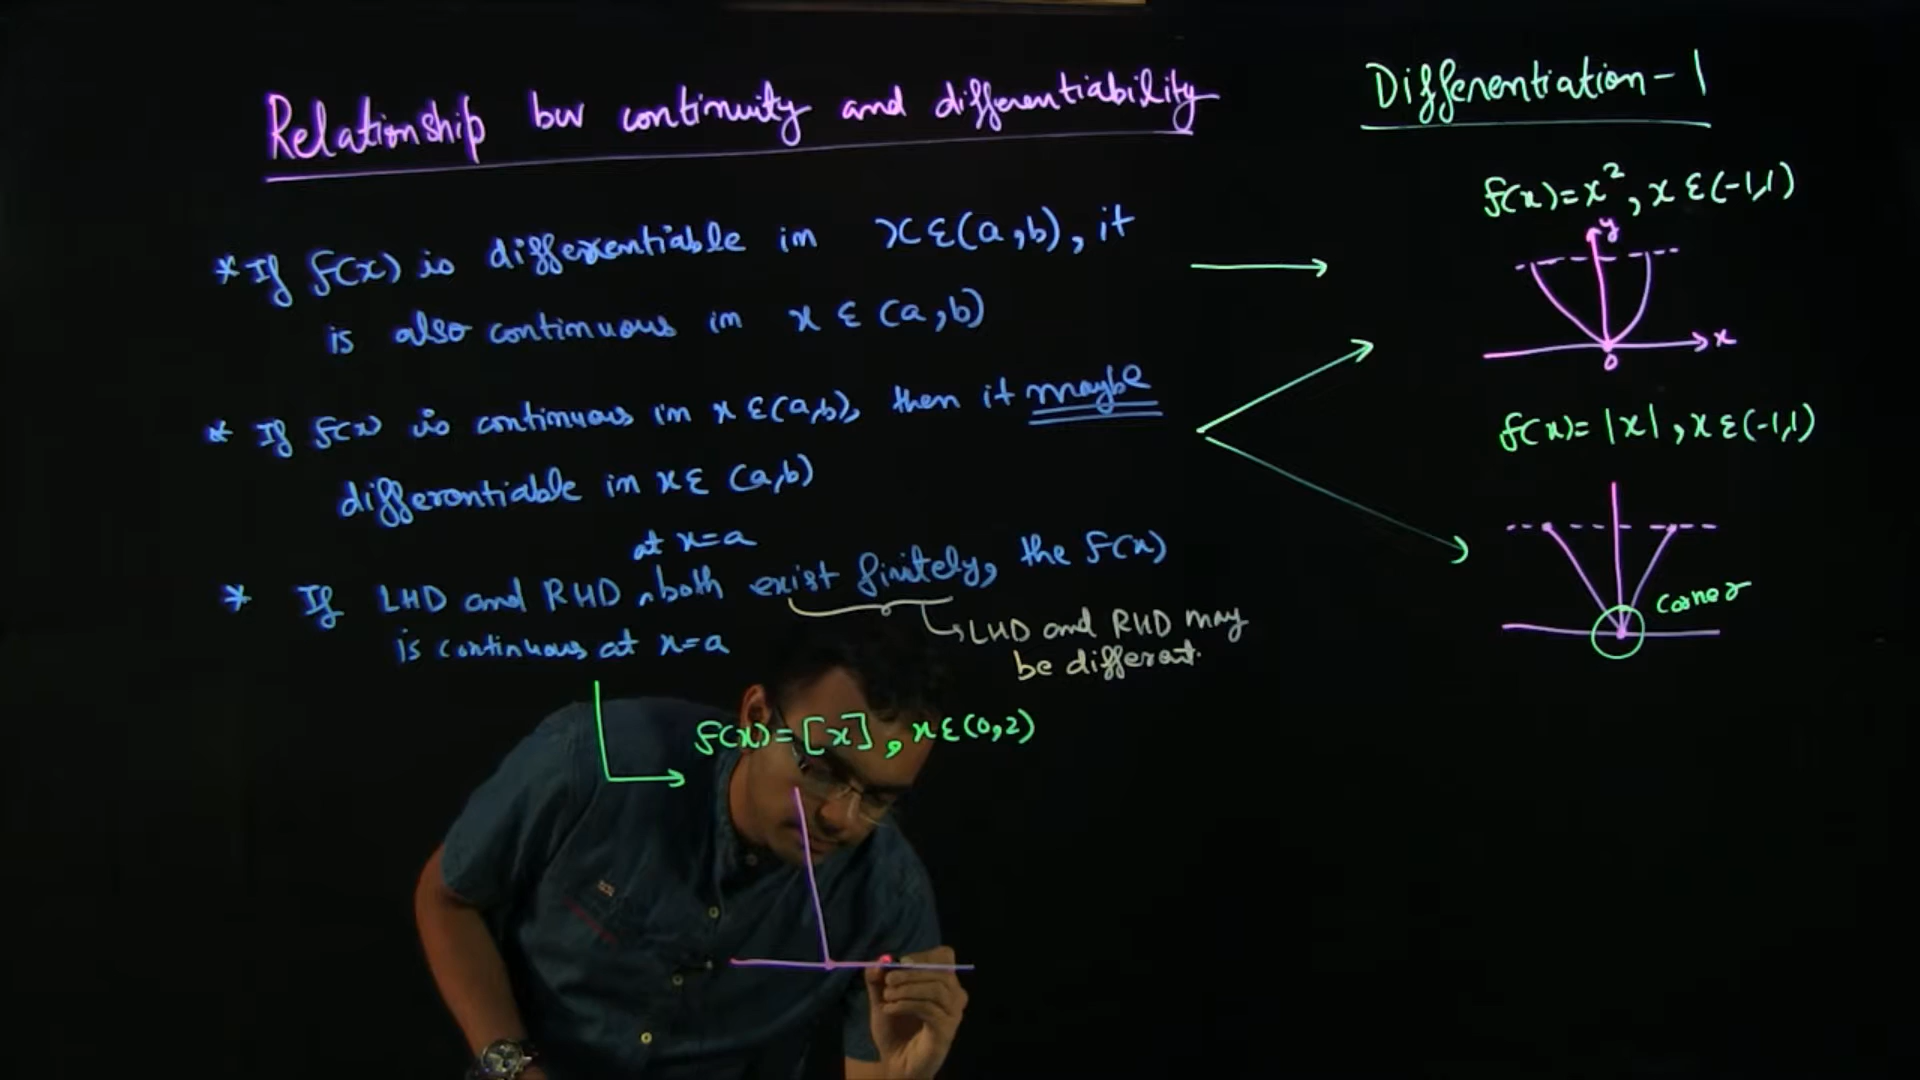 Relationship bw continuity and differentiability
Differentiation-1
* If f(x) is differentiable in x ε (a,b), it
is also continuous in x ε (a,b)
* If f(x) is continuous in x ε (a,b), then it maybe
differentiable in x ε (a,b)
at x=a
* If LHD and RHD ^ both exist finitely, the f(x)
is continuous at x=a
LHD and RHD may
be different.
f(x)=[x], x ε (0,2)
f(x)=x², x ε (-1,1)
y
x
0
f(x)=|x|, x ε (-1,1)
corner